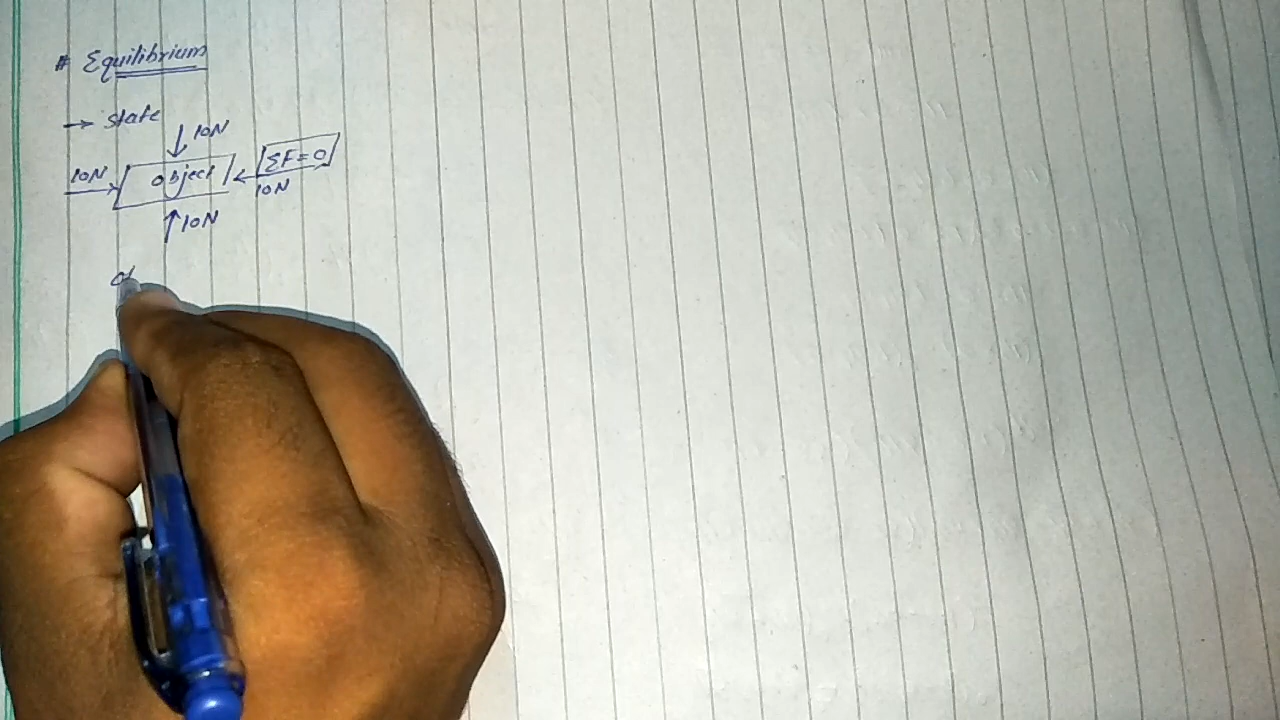 # Equilibrium
→ State
↓ 10N
10N → object ← 10N
ΣF=0
↑ 10N